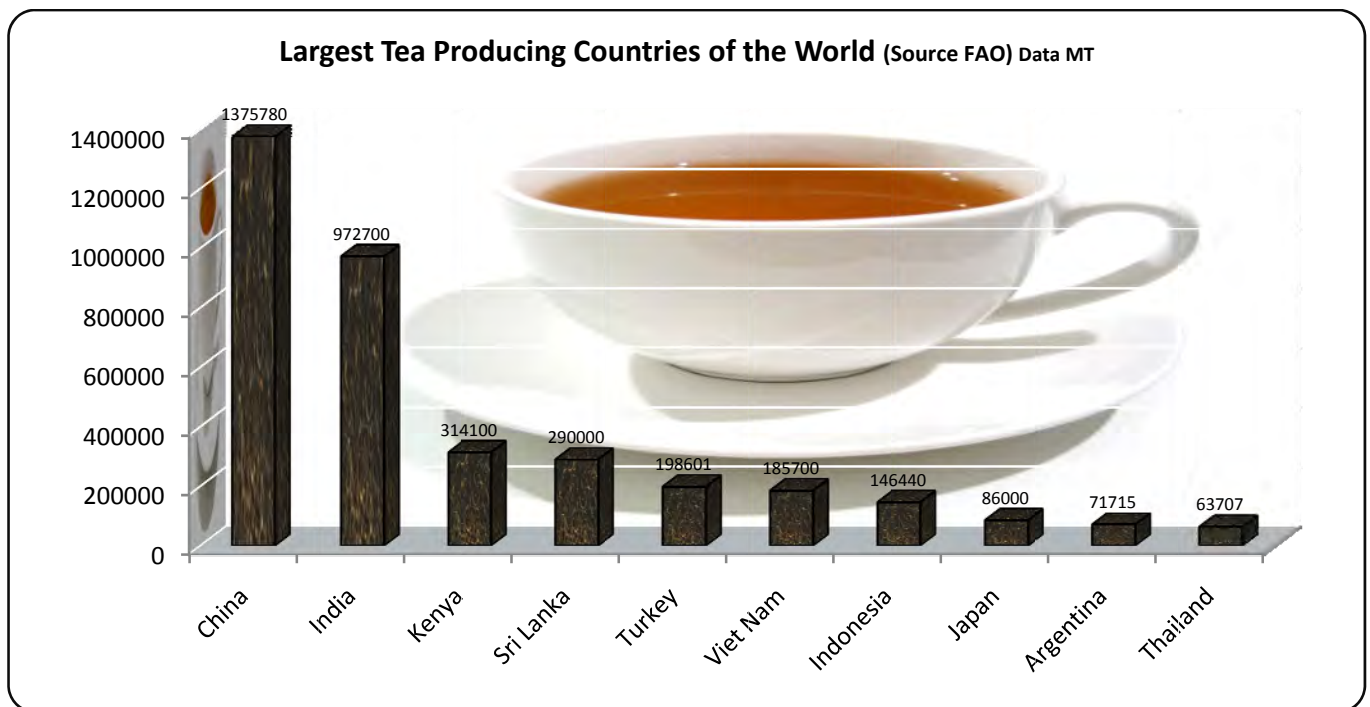 Largest Tea Producing Countries of the World (Source FAO) Data MT
1375780
1400000
1200000
972700
1000000
800000
600000
314100
290000
400000
198601
185700
146440
200000
86000
71715
63707
0
China
India
Kenya
Sri Lanka
Turkey
Viet Nam
Indonesia
Japan
Argentina
Thailand